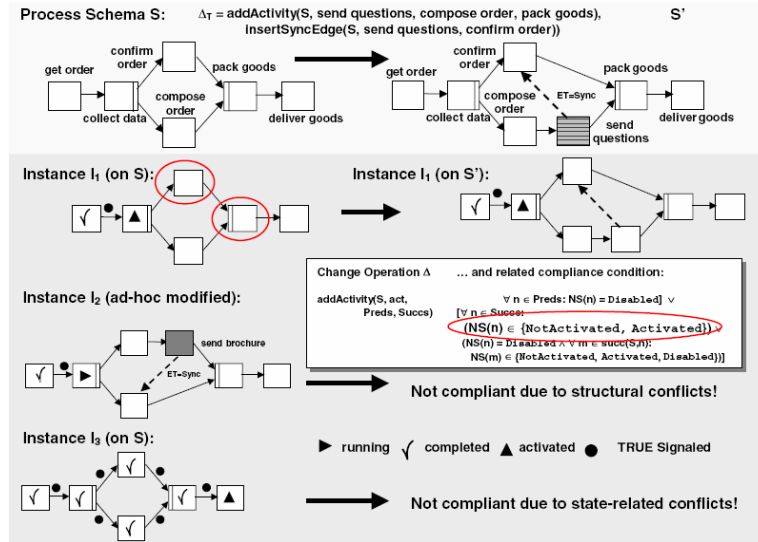 Process Schema S:
ΔT = addActivity(S, send questions, compose order, pack goods),
insertSyncEdge(S, send questions, confirm order))
S'
confirm
order
get order
pack goods
compose
order
collect data
deliver goods
confirm
order
get order
pack goods
compose
order
ET=Sync
collect data
send
questions
deliver goods
Instance I1 (on S):
Instance I1 (on S'):
Change Operation Δ
... and related compliance condition:
addActivity(S, act,
Preds, Succs)
∀ n ∈ Preds: NS(n) = Disabled] ∨
[∀ n ∈ Succs:
(NS(n) ∈ {NotActivated, Activated}) ∨
(NS(n) = Disabled ∧ ∀ m ∈ succ(S,n):
NS(m) ∈ {NotActivated, Activated, Disabled})]
Instance I2 (ad-hoc modified):
send brochure
ET=Sync
Not compliant due to structural conflicts!
Instance I3 (on S):
running completed activated TRUE Signaled
Not compliant due to state-related conflicts!